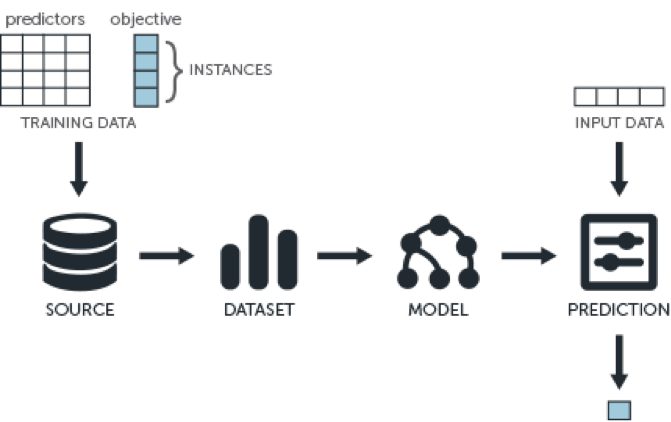 predictors objective
INSTANCES
TRAINING DATA
INPUT DATA
SOURCE
DATASET
MODEL
PREDICTION